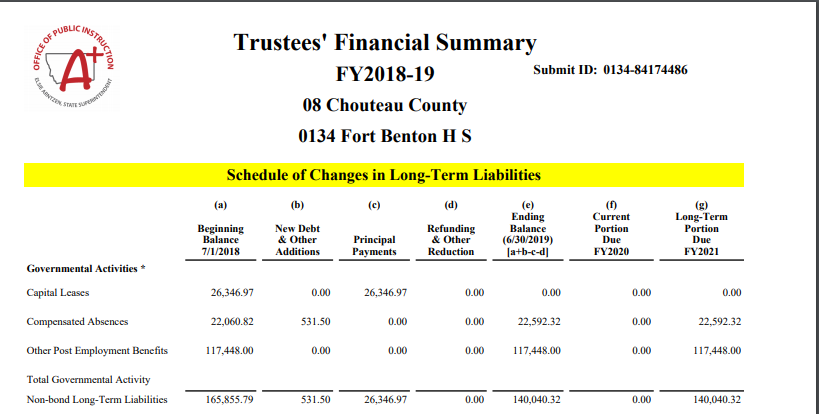 OFFICE OF PUBLIC INSTRUCTION
A+
ELSIE ARNTZEN, STATE SUPERINTENDENT
Trustees' Financial Summary
FY2018-19 Submit ID: 0134-84174486
08 Chouteau County
0134 Fort Benton H S
Schedule of Changes in Long-Term Liabilities
(a) (b) (c) (d) (e) (f) (g)
Ending Current Long-Term
Beginning New Debt Refunding Balance Portion Portion
Balance & Other Principal & Other (6/30/2019) Due Due
7/1/2018 Additions Payments Reduction [a+b-c-d] FY2020 FY2021
Governmental Activities *
Capital Leases 26,346.97 0.00 26,346.97 0.00 0.00 0.00 0.00
Compensated Absences 22,060.82 531.50 0.00 0.00 22,592.32 0.00 22,592.32
Other Post Employment Benefits 117,448.00 0.00 0.00 0.00 117,448.00 0.00 117,448.00
Total Governmental Activity
Non-bond Long-Term Liabilities 165,855.79 531.50 26,346.97 0.00 140,040.32 0.00 140,040.32